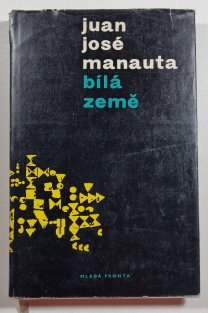 juan
josé
manauta
bílá
země
MLADÁ FRONTA